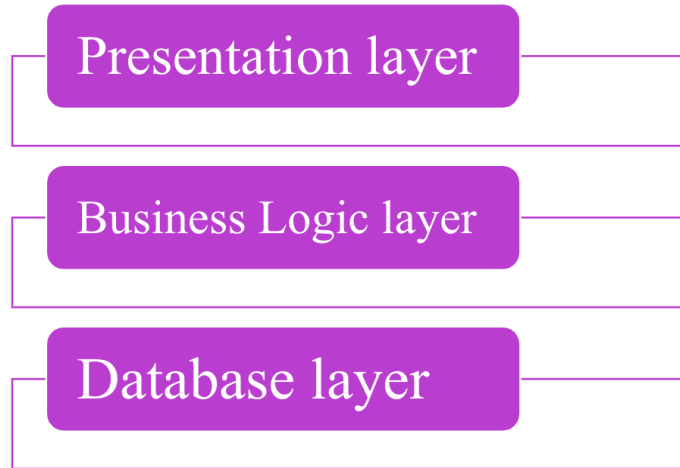 Presentation layer
Business Logic layer
Database layer